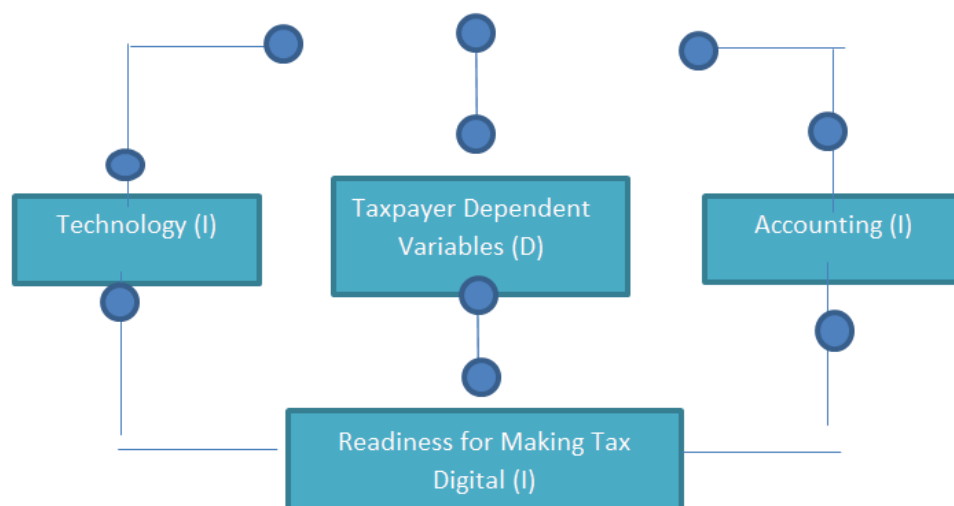 Technology (I)
Taxpayer Dependent
Variables (D)
Accounting (I)
Readiness for Making Tax
Digital (I)